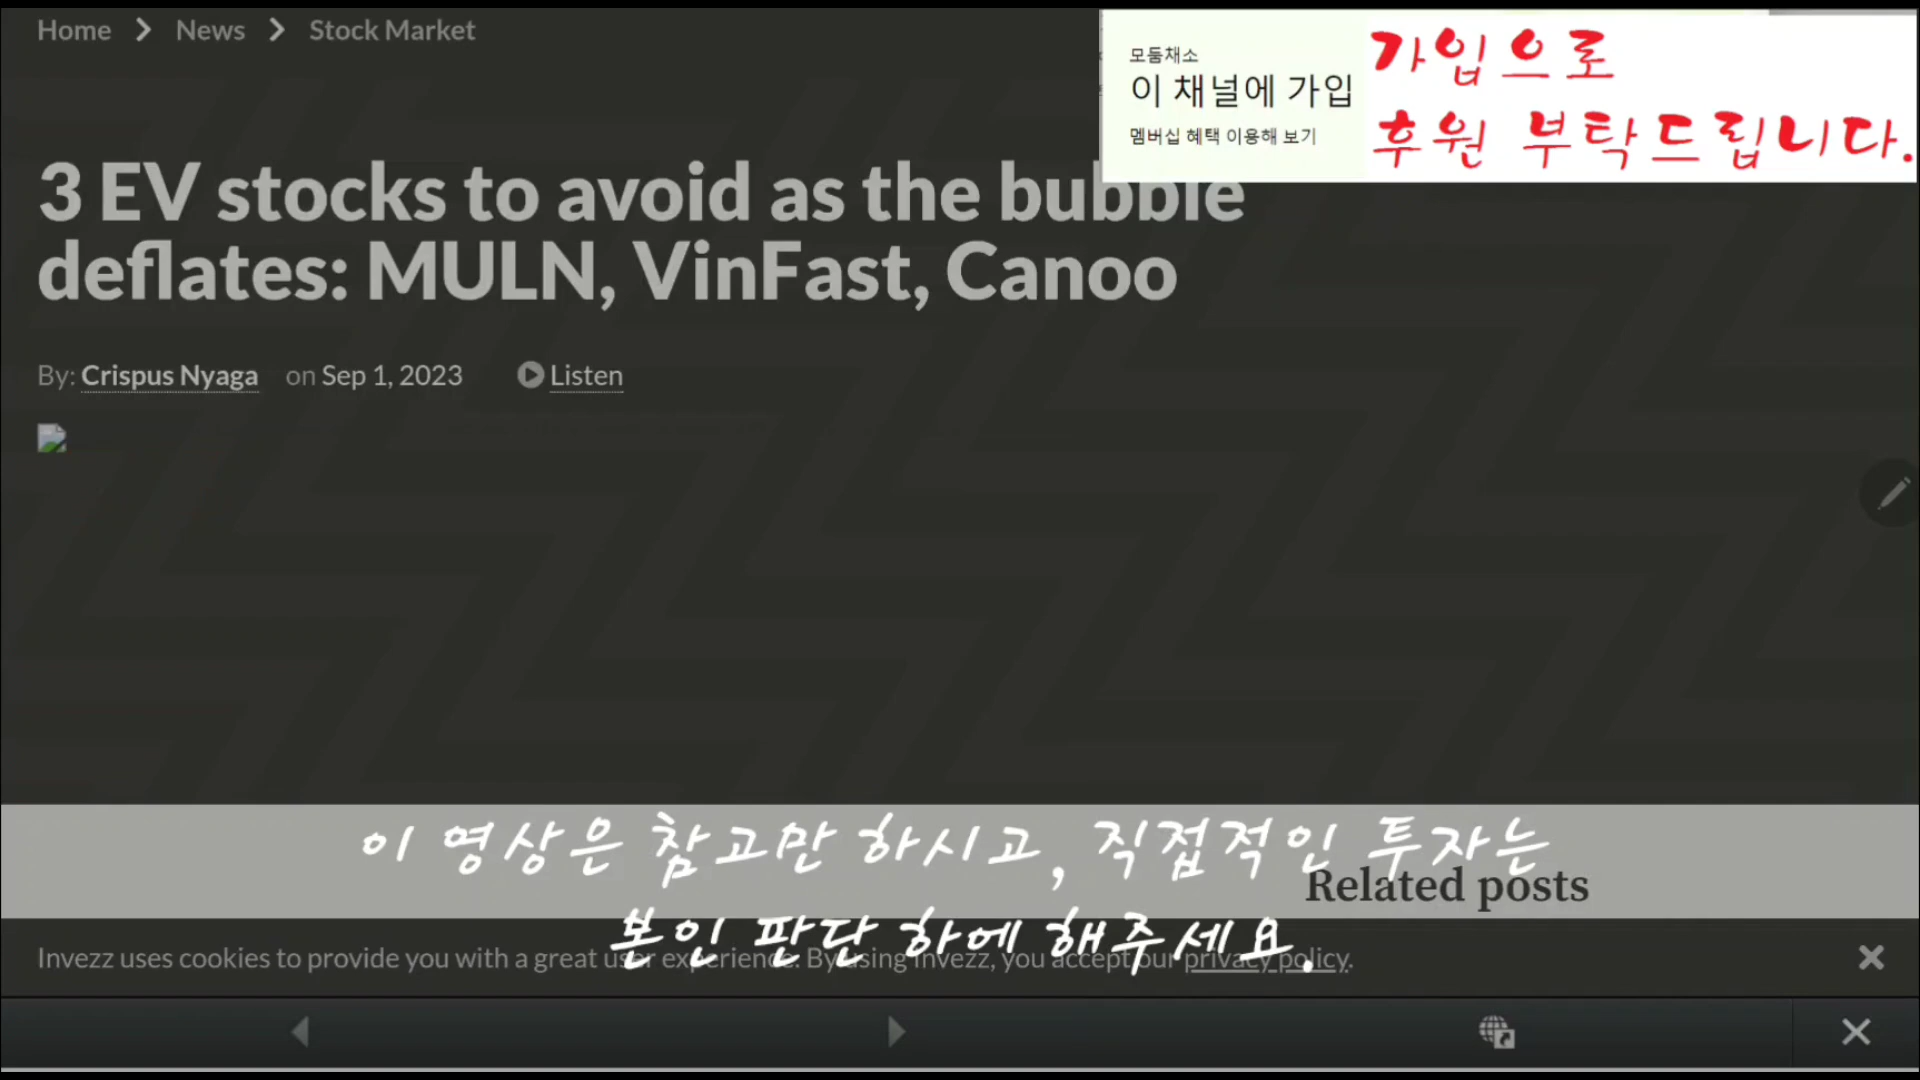 Home > News > Stock Market
모둠채소
이 채널에 가입
멤버십 혜택 이용해 보기
가입으로
후원 부탁드립니다.
3 EV stocks to avoid as the bubble
deflates: MULN, VinFast, Canoo
By: Crispus Nyaga on Sep 1, 2023 Listen
이 영상은 참고만 하시고, 직접적인 투자는
Related posts
본인 판단 하에 해주세요.
Invezz uses cookies to provide you with a great user experience. By using Invezz, you accept our privacy policy.